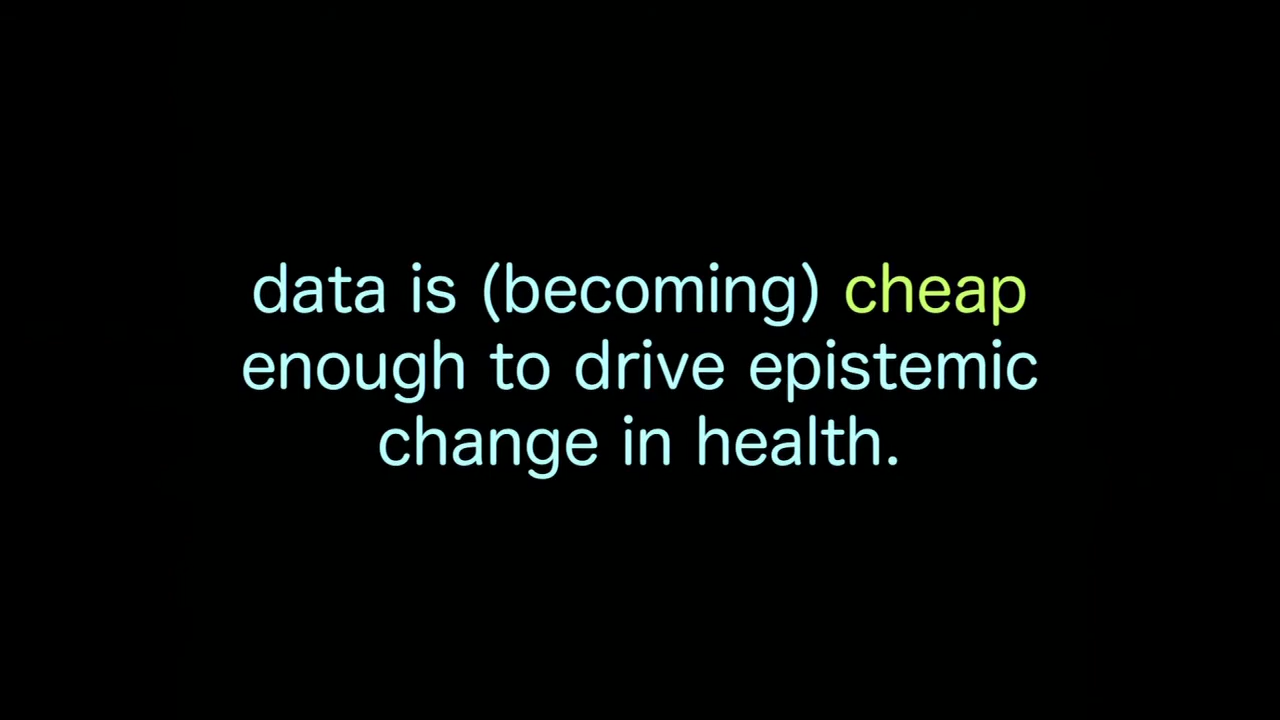 data is (becoming) cheap
enough to drive epistemic
change in health.